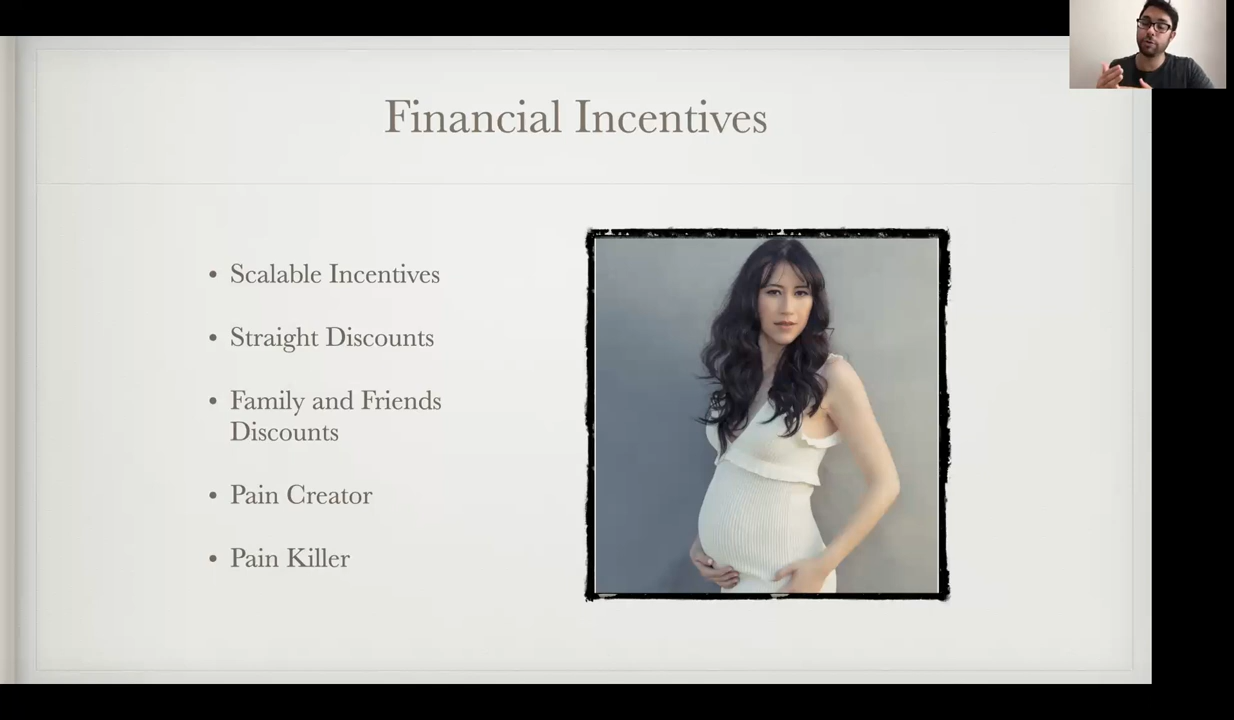 Financial Incentives
• Scalable Incentives
• Straight Discounts
• Family and Friends
Discounts
• Pain Creator
• Pain Killer